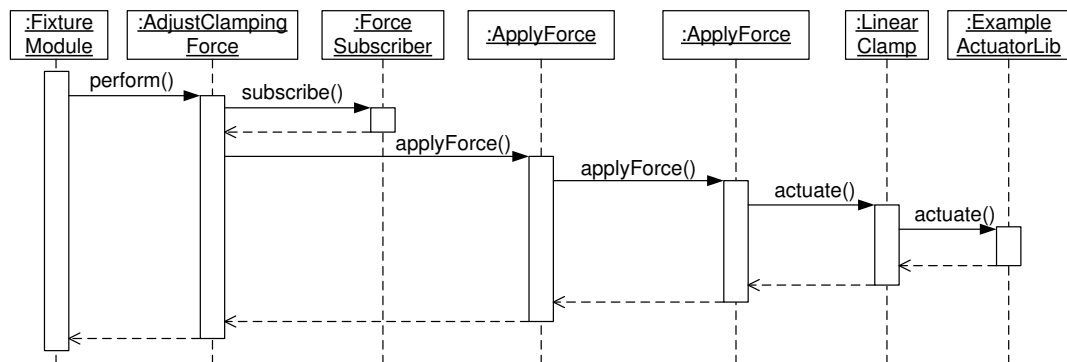 :Fixture
Module
:AdjustClamping
Force
:Force
Subscriber
:ApplyForce
:ApplyForce
:Linear
Clamp
:Example
ActuatorLib
perform()
subscribe()
applyForce()
applyForce()
actuate()
actuate()